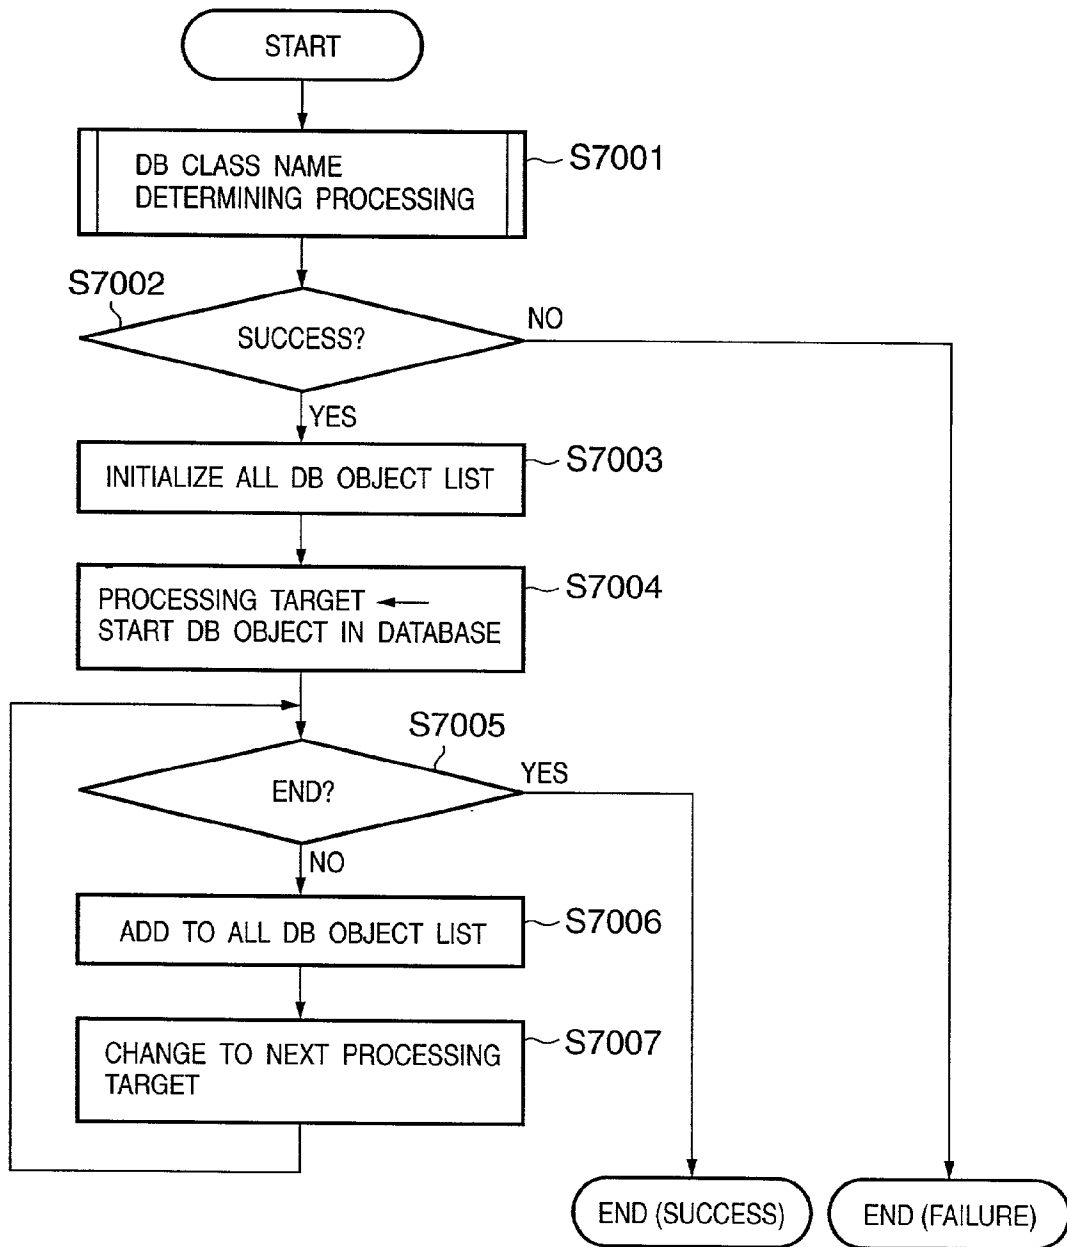 START
DB CLASS NAME
DETERMINING PROCESSING
S7001
S7002
SUCCESS?
NO
YES
INITIALIZE ALL DB OBJECT LIST
S7003
PROCESSING TARGET ←
START DB OBJECT IN DATABASE
S7004
S7005
END?
YES
NO
ADD TO ALL DB OBJECT LIST
S7006
CHANGE TO NEXT PROCESSING
TARGET
S7007
END (SUCCESS)
END (FAILURE)